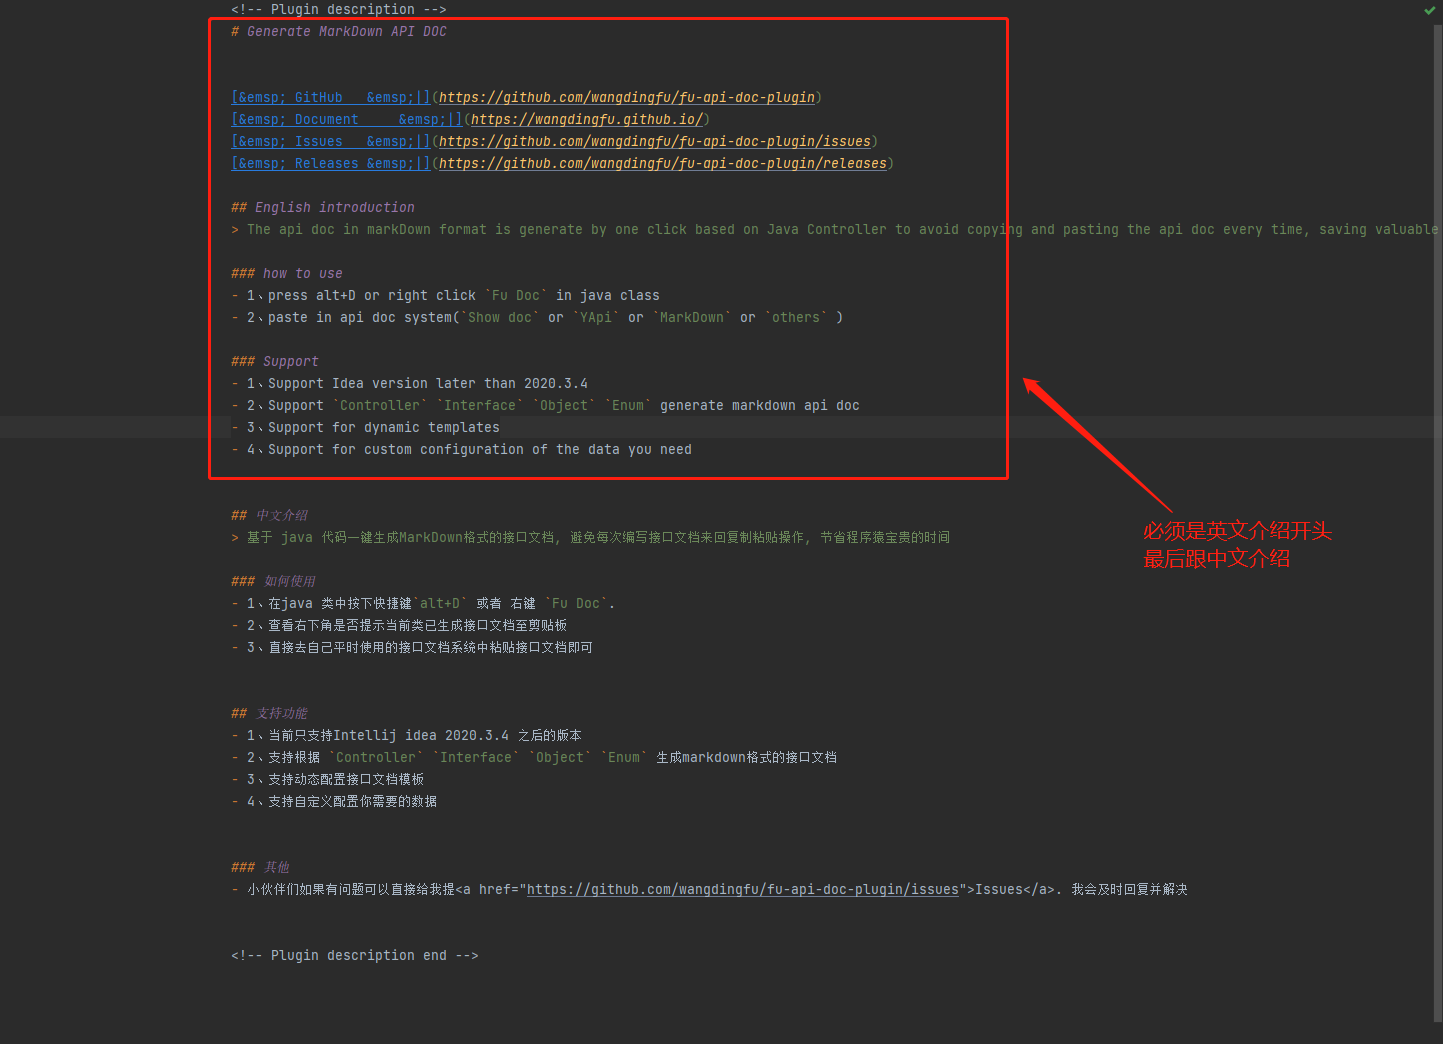 <!-- Plugin description -->
# Generate MarkDown API DOC
[&emsp; GitHub   &emsp;|](https://github.com/wangdingfu/fu-api-doc-plugin)
[&emsp; Document     &emsp;|](https://wangdingfu.github.io/)
[&emsp; Issues   &emsp;|](https://github.com/wangdingfu/fu-api-doc-plugin/issues)
[&emsp; Releases &emsp;|](https://github.com/wangdingfu/fu-api-doc-plugin/releases)
## English introduction
> The api doc in markDown format is generate by one click based on Java Controller to avoid copying and pasting the api doc every time, saving valuable
### how to use
- 1、press alt+D or right click `Fu Doc` in java class
- 2、paste in api doc system(`Show doc` or `YApi` or `MarkDown` or `others` )
### Support
- 1、Support Idea version later than 2020.3.4
- 2、Support `Controller` `Interface` `Object` `Enum` generate markdown api doc
- 3、Support for dynamic templates
- 4、Support for custom configuration of the data you need
## 中文介绍
> 基于 java 代码一键生成MarkDown格式的接口文档, 避免每次编写接口文档来回复制粘贴操作, 节省程序猿宝贵的时间
必须是英文介绍开头
最后跟中文介绍
### 如何使用
- 1、在java 类中按下快捷键`alt+D` 或者 右键 `Fu Doc`.
- 2、查看右下角是否提示当前类已生成接口文档至剪贴板
- 3、直接去自己平时使用的接口文档系统中粘贴接口文档即可
## 支持功能
- 1、当前只支持Intellij idea 2020.3.4 之后的版本
- 2、支持根据 `Controller` `Interface` `Object` `Enum` 生成markdown格式的接口文档
- 3、支持动态配置接口文档模板
- 4、支持自定义配置你需要的数据
### 其他
- 小伙伴们如果有问题可以直接给我提<a href="https://github.com/wangdingfu/fu-api-doc-plugin/issues">Issues</a>. 我会及时回复并解决
<!-- Plugin description end -->